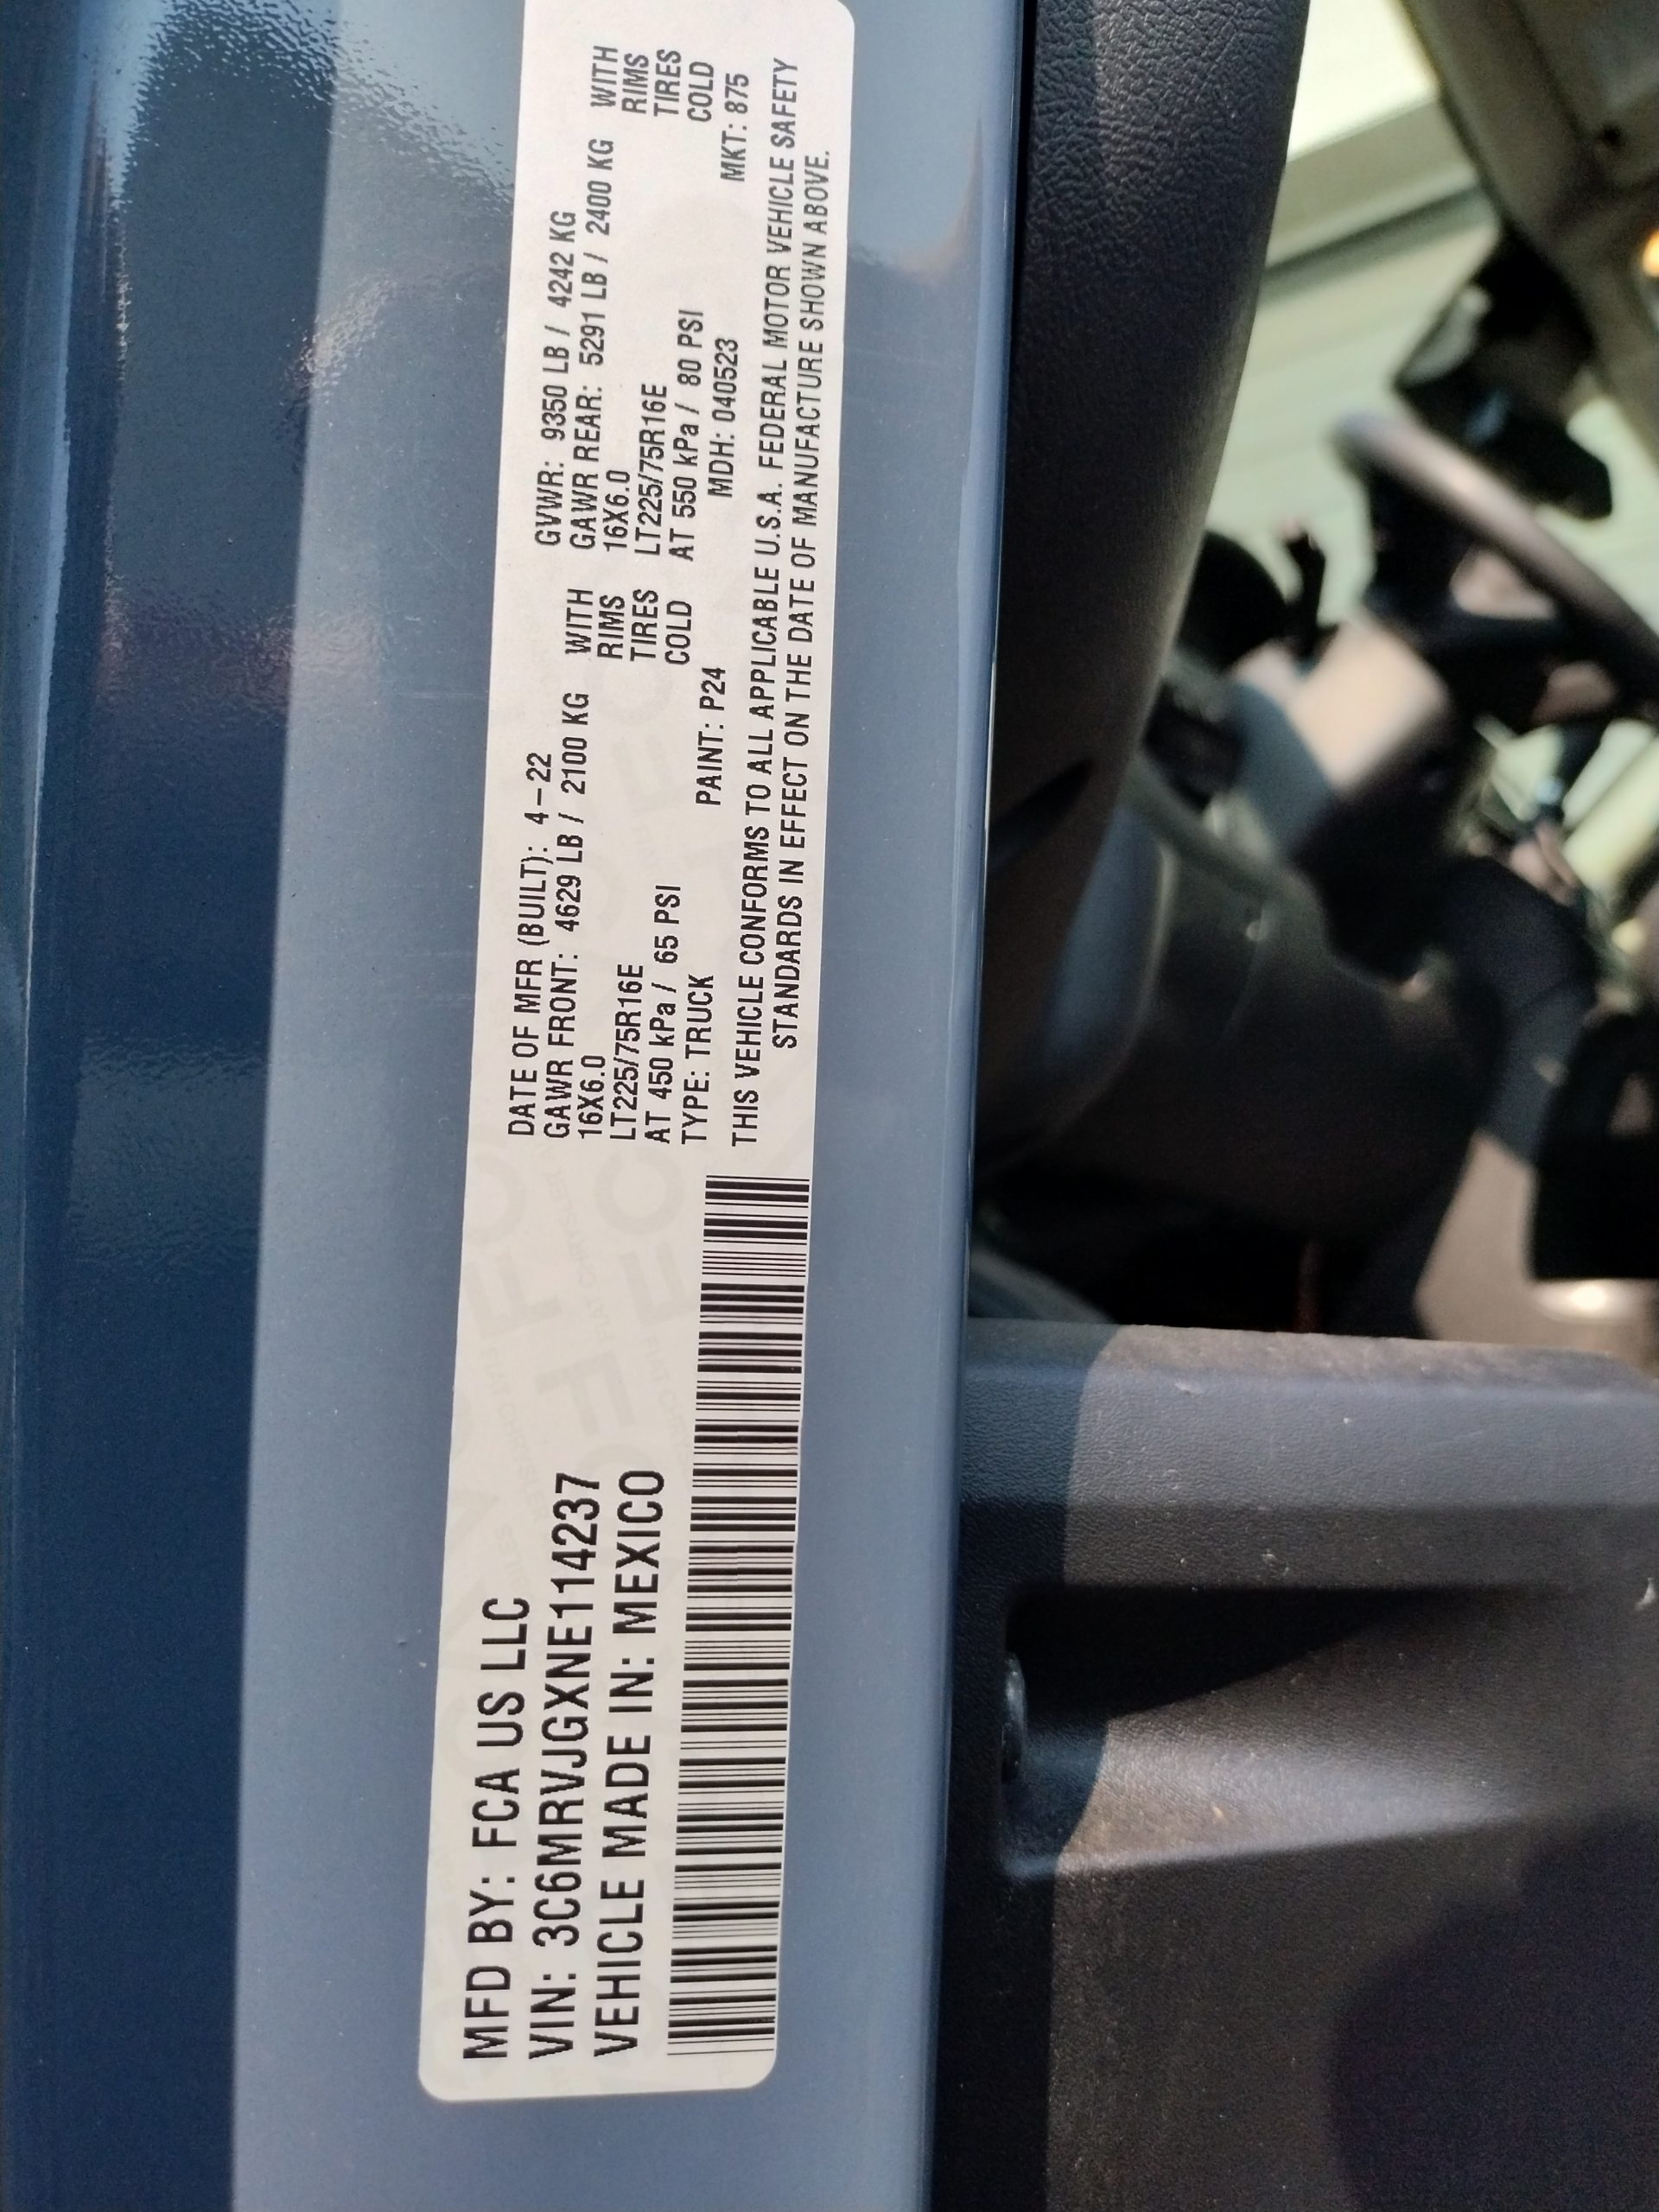 MFD BY: FCA US LLC
VIN: 3C6MRVJGXNE114237
VEHICLE MADE IN: MEXICO
DATE OF MFR (BUILT): 4-22 GVWR: 9350 LB / 4242 KG
GAWR FRONT: 4629 LB / 2100 KG WITH GAWR REAR: 5291 LB / 2400 KG WITH
16X6.0 RIMS 16X6.0 RIMS
LT225/75R16E TIRES LT225/75R16E TIRES
AT 450 kPa / 65 PSI COLD AT 550 kPa / 80 PSI COLD
TYPE: TRUCK PAINT: P24 MDH: 040523 MKT: 875
THIS VEHICLE CONFORMS TO ALL APPLICABLE U.S.A. FEDERAL MOTOR VEHICLE SAFETY
STANDARDS IN EFFECT ON THE DATE OF MANUFACTURE SHOWN ABOVE.